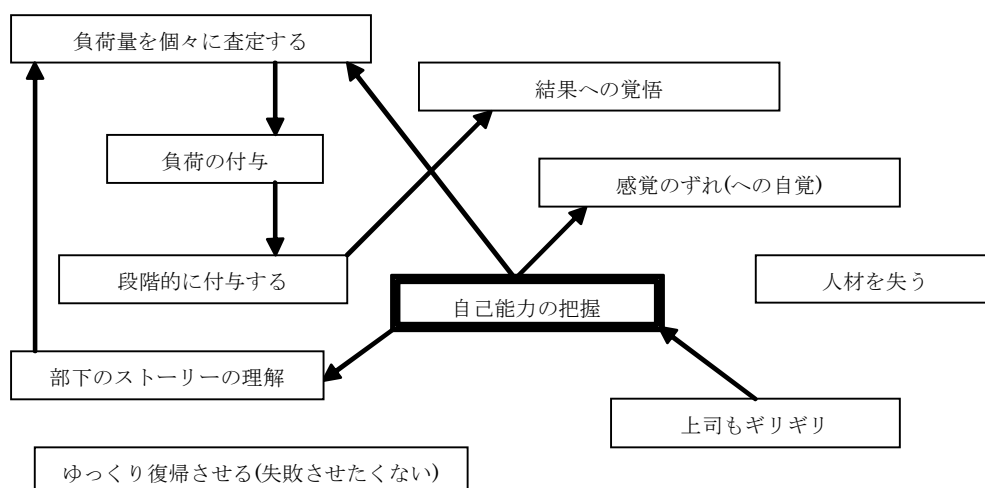 負荷量を個々に査定する
結果への覚悟
負荷の付与
感覚のずれ(への自覚)
段階的に付与する
人材を失う
自己能力の把握
部下のストーリーの理解
上司もギリギリ
ゆっくり復帰させる(失敗させたくない)